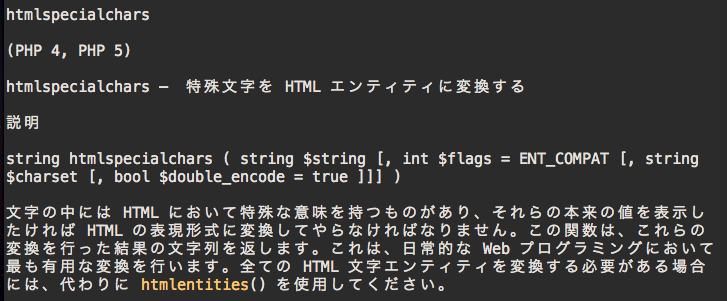 htmlspecialchars
(PHP 4, PHP 5)
htmlspecialchars — 特殊文字を HTML エンティティに変換する
説明
string htmlspecialchars ( string $string [, int $flags = ENT_COMPAT [, string
$charset [, bool $double_encode = true ]]] )
文字の中には HTML において特殊な意味を持つものがあり、それらの本来の値を表示し
たければ HTML の表現形式に変換してやらなければなりません。この関数は、これらの
変換を行った結果の文字列を返します。これは、日常的な Web プログラミングにおいて
最も有用な変換を行います。全ての HTML 文字エンティティを変換する必要がある場合
には、代わりに htmlentities() を使用してください。